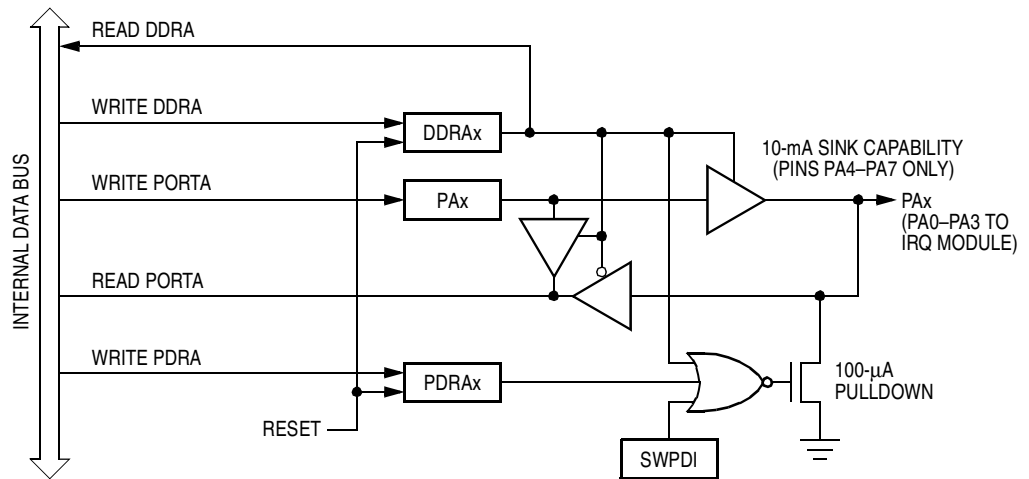 READ DDRA
WRITE DDRA
DDRAx
10-mA SINK CAPABILITY
(PINS PA4–PA7 ONLY)
WRITE PORTA
PAx
PAx
(PA0–PA3 TO
IRQ MODULE)
INTERNAL DATA BUS
READ PORTA
WRITE PDRA
PDRAx
100-µA
PULLDOWN
RESET
SWPDI